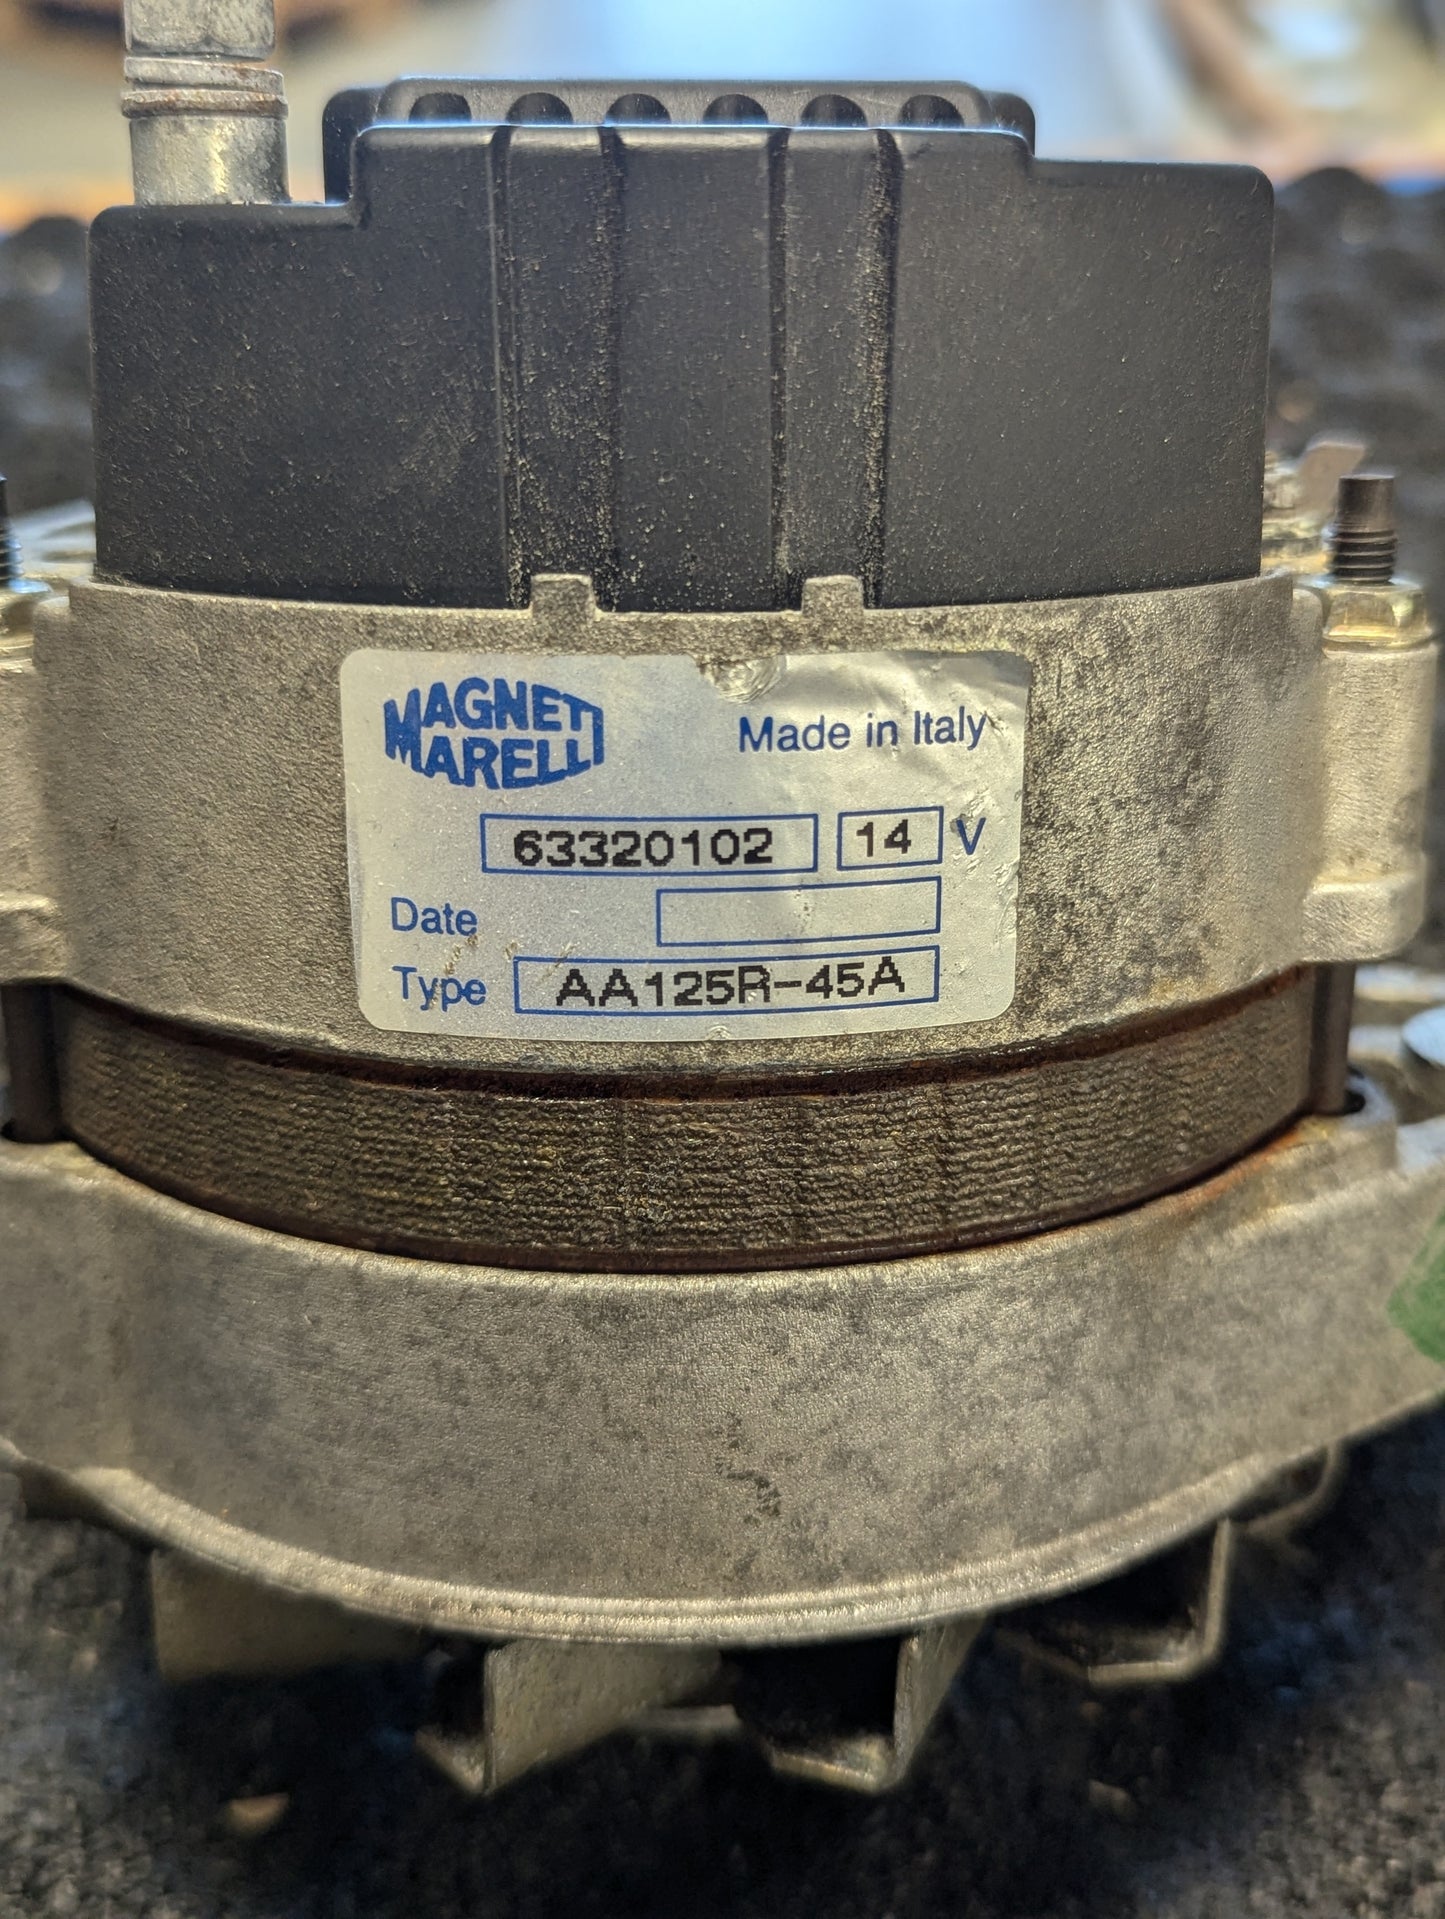 MAGNETI
MARELLI
Made in Italy
63320102 14 V
Date
Type AA125R-45A